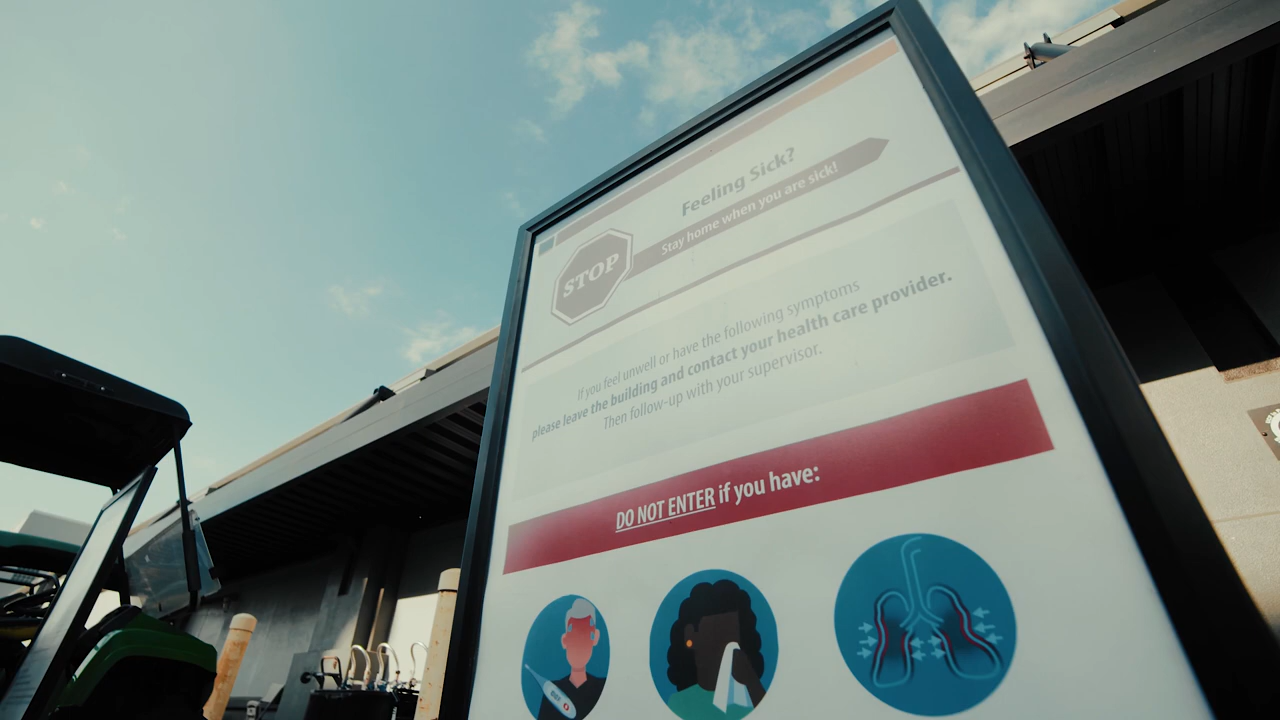 Feeling Sick?
Stay home when you are sick!
STOP
If you feel unwell or have the following symptoms
please leave the building and contact your health care provider.
Then follow-up with your supervisor.
DO NOT ENTER if you have: